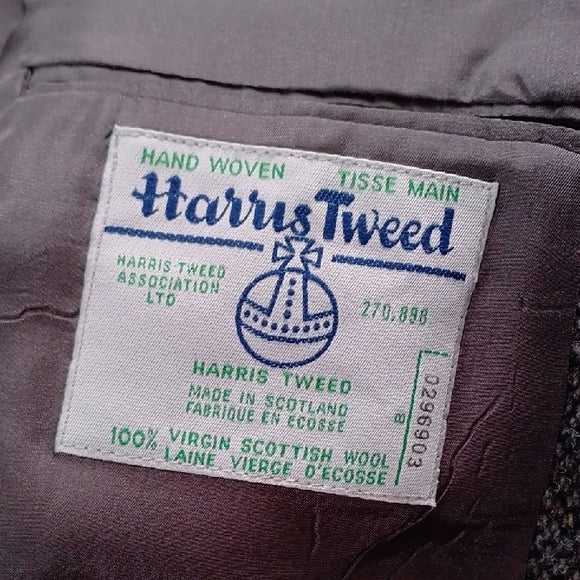 HAND WOVEN TISSE MAIN
Harris Tweed
HARRIS TWEED
ASSOCIATION
LTD
270,898
HARRIS TWEED
MADE IN SCOTLAND
FABRIQUE EN ECOSSE
100% VIRGIN SCOTTISH WOOL
LAINE VIERGE D'ECOSSE
8
0296903